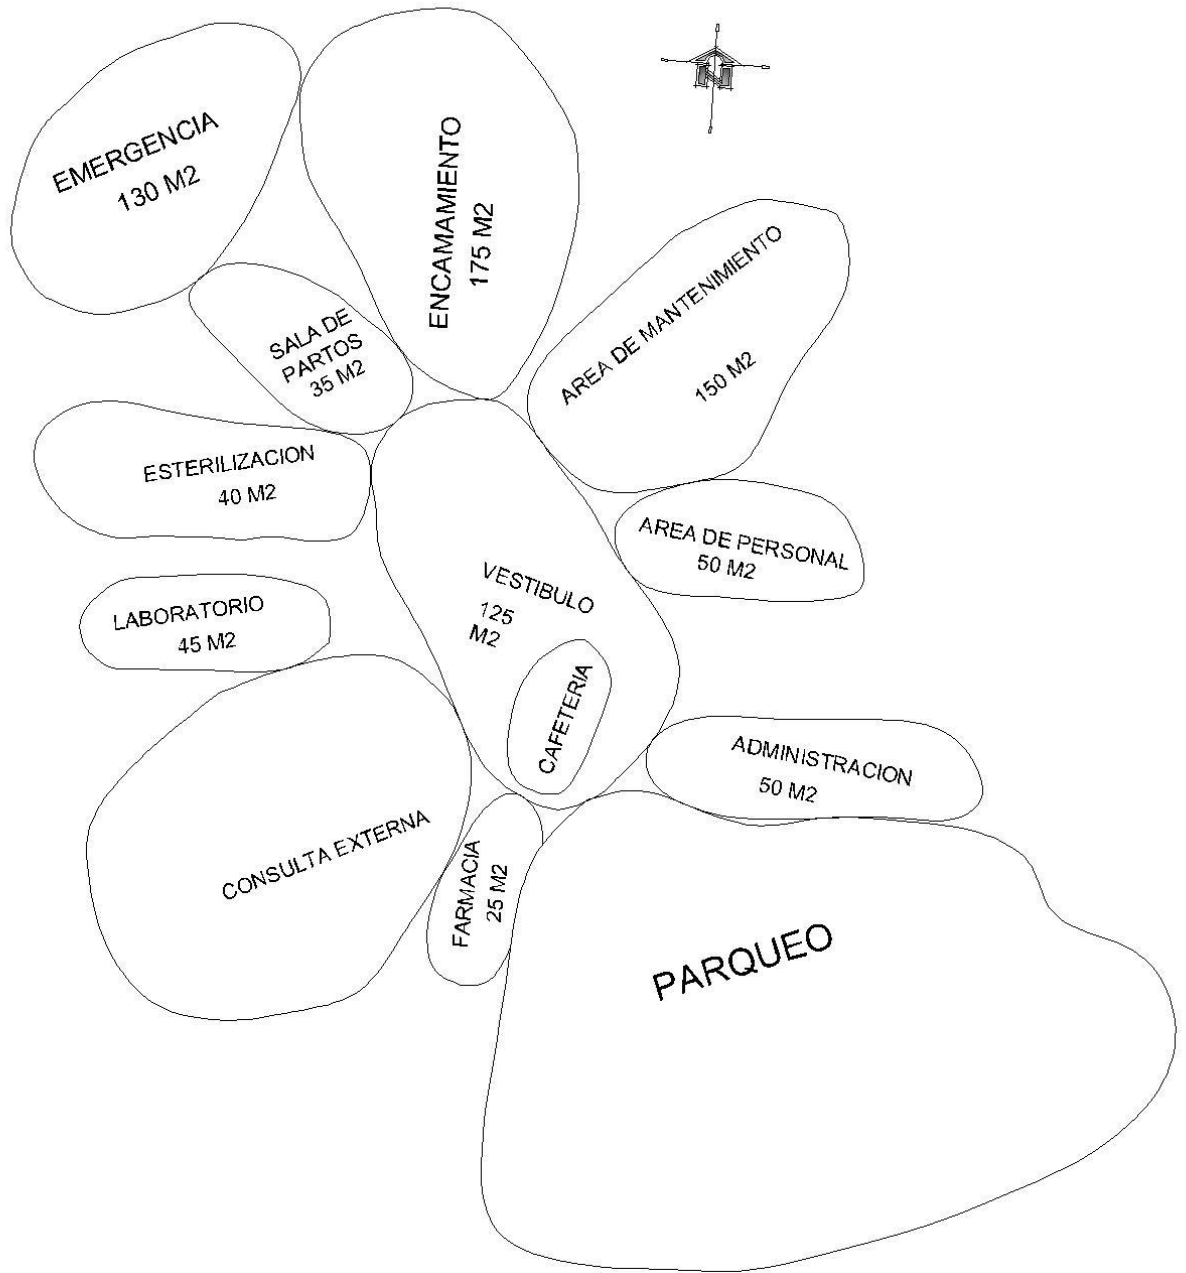 N
EMERGENCIA
130 M2
ENCAMAMIENTO
175 M2
AREA DE MANTENIMIENTO
150 M2
SALA DE
PARTOS
35 M2
ESTERILIZACION
40 M2
AREA DE PERSONAL
50 M2
VESTIBULO
125
M2
LABORATORIO
45 M2
CAFETERIA
ADMINISTRACION
50 M2
CONSULTA EXTERNA
FARMACIA
25 M2
PARQUEO